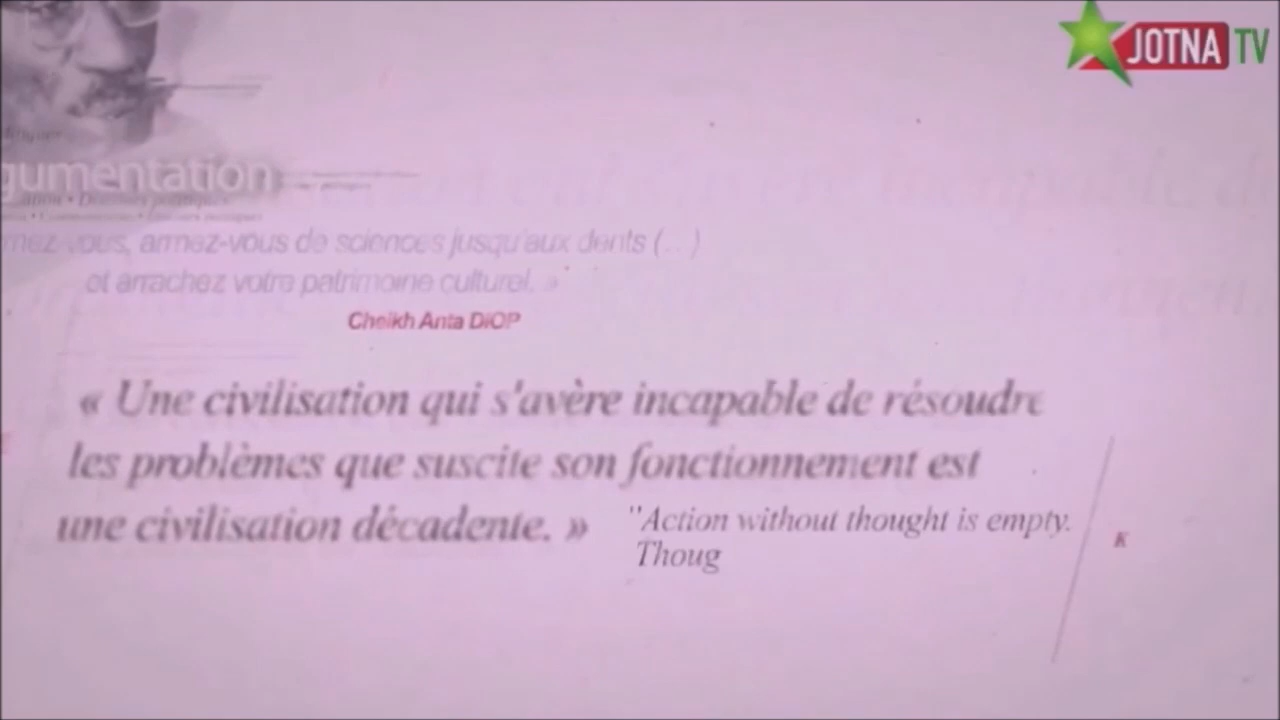 JOTNA TV
gumentation
mez-vous, armez-vous de sciences jusqu'aux dents (...)
et arrachez votre patrimoine culturel. »
Cheikh Anta DiOP
« Une civilisation qui s'avère incapable de résoudre
les problèmes que suscite son fonctionnement est
une civilisation décadente. »
"Action without thought is empty.
Thoug
K